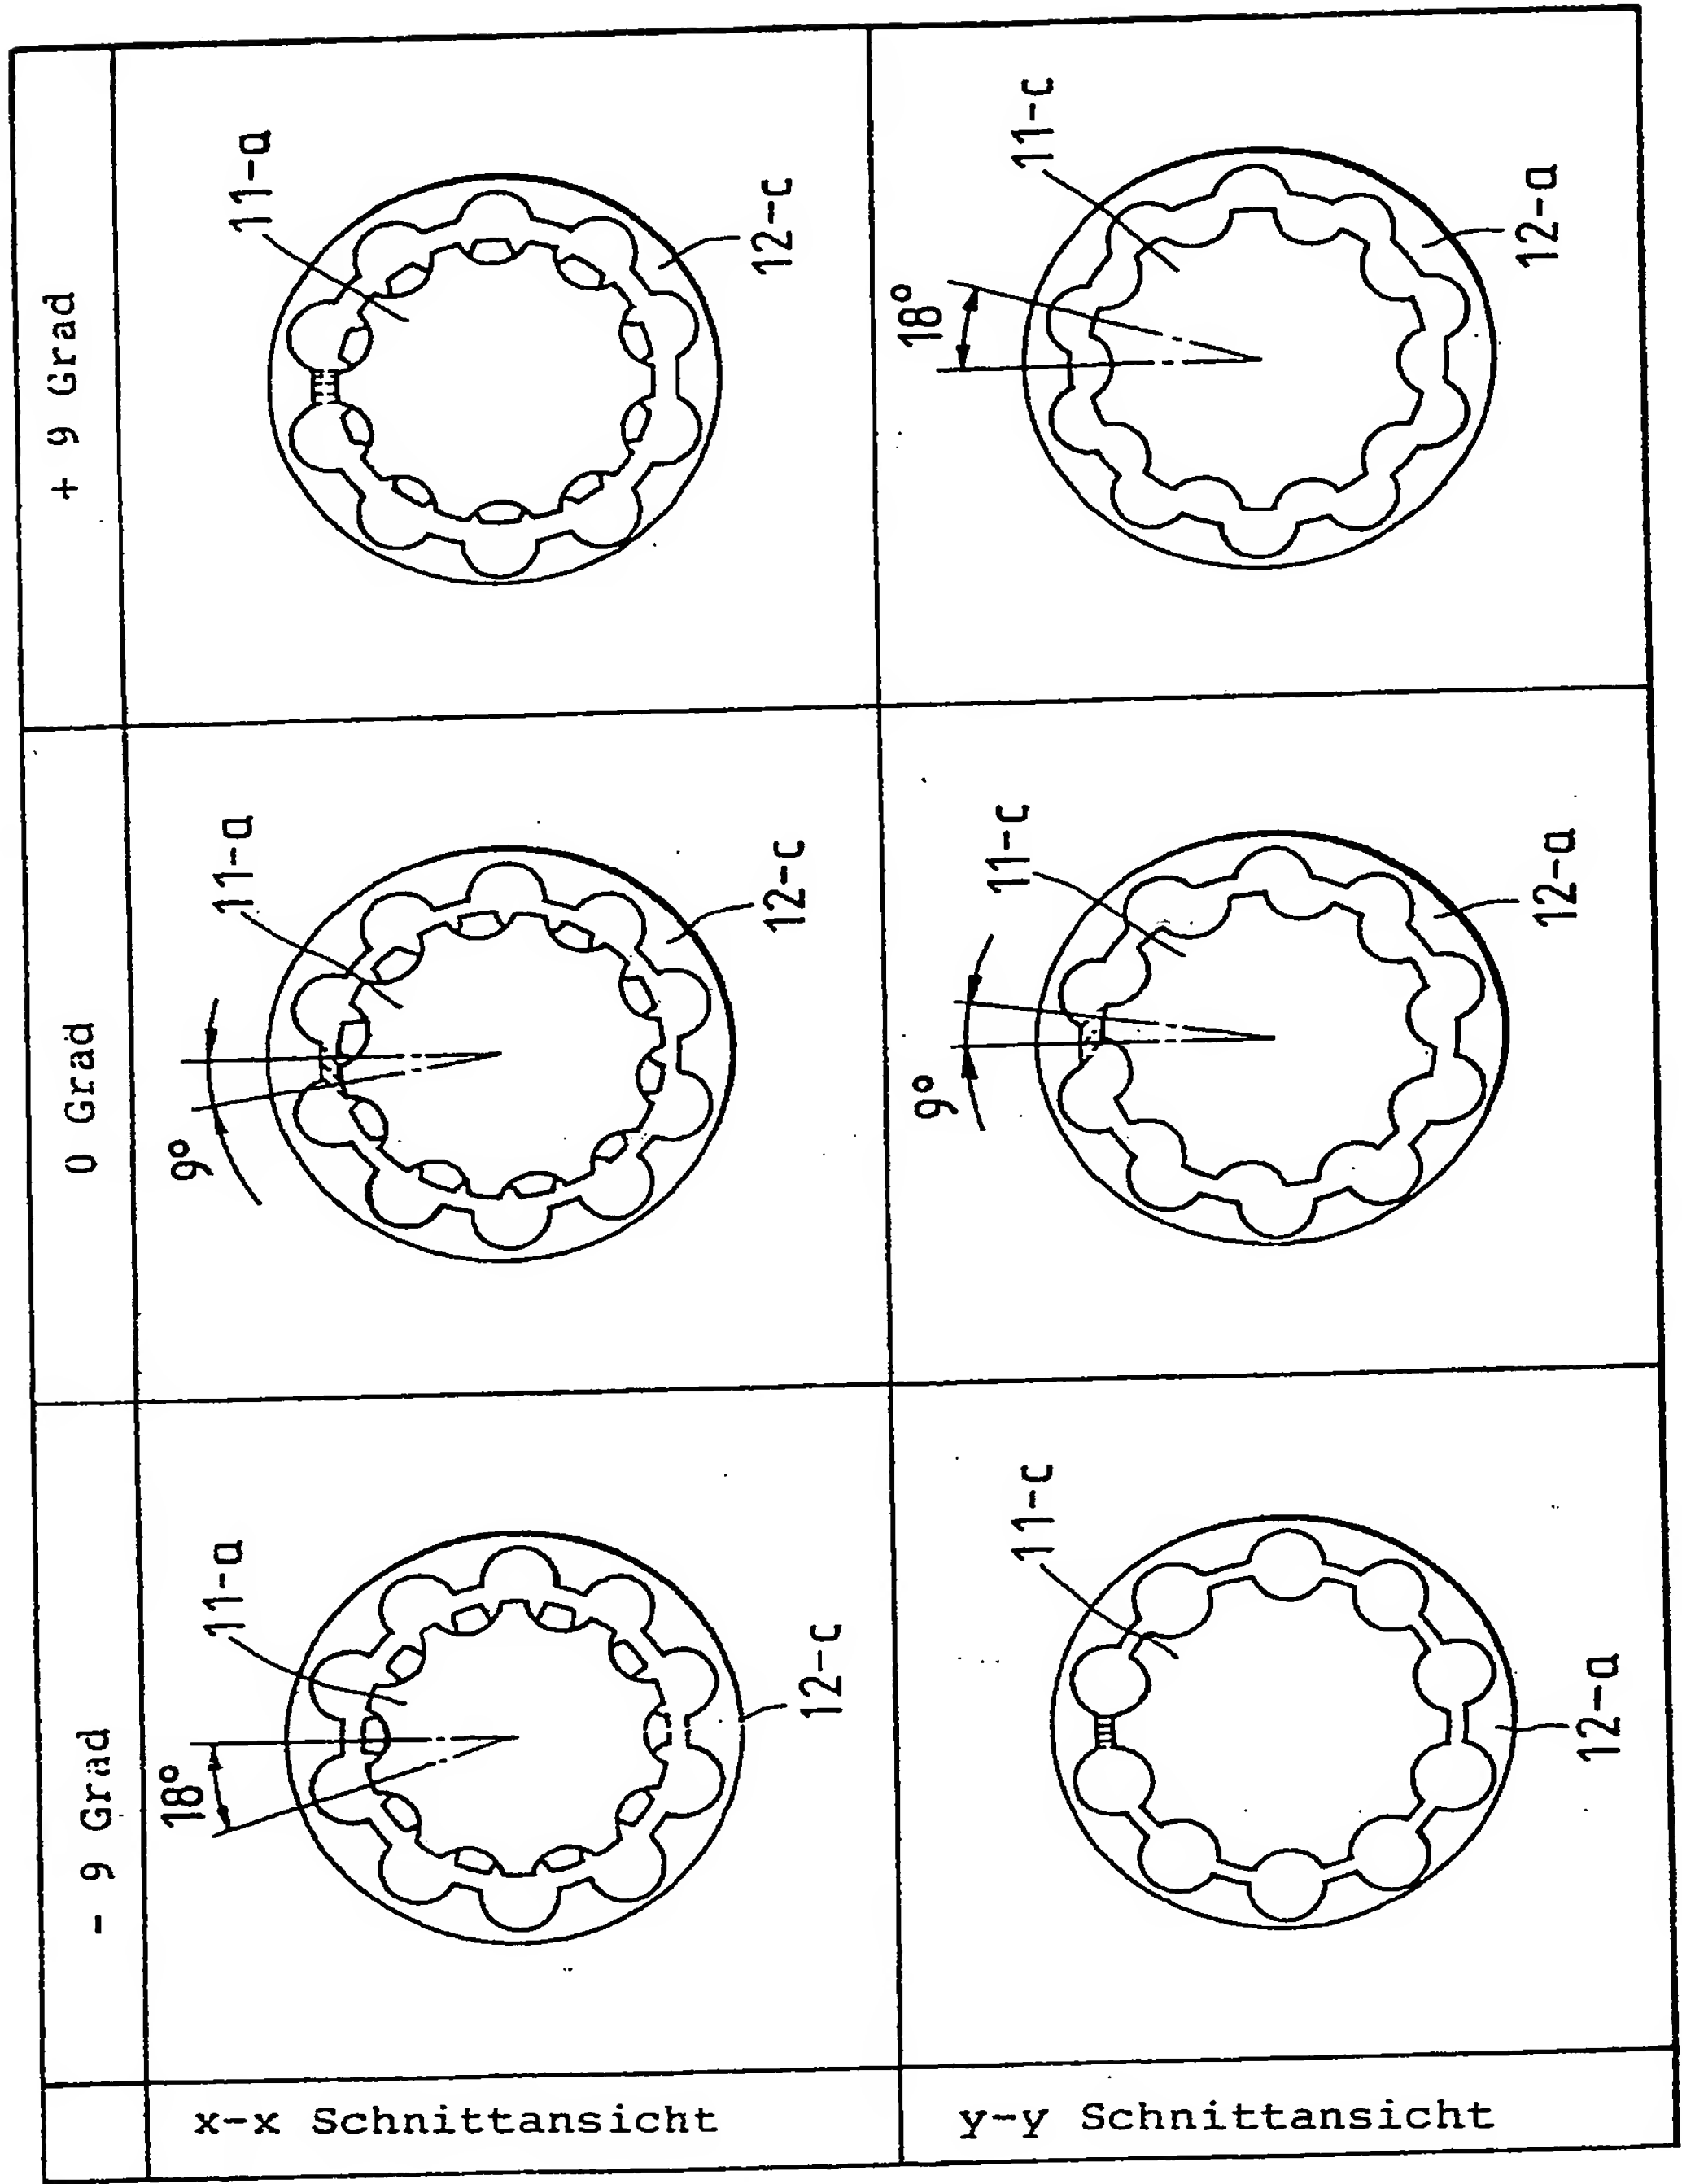 - 9 Grad
0 Grad
+ 9 Grad
x-x Schnittansicht
18°
11-a
12-c
9°
11-a
12-c
11-a
12-c
y-y Schnittansicht
11-c
12-a
9°
11-c
12-a
18°
11-c
12-a